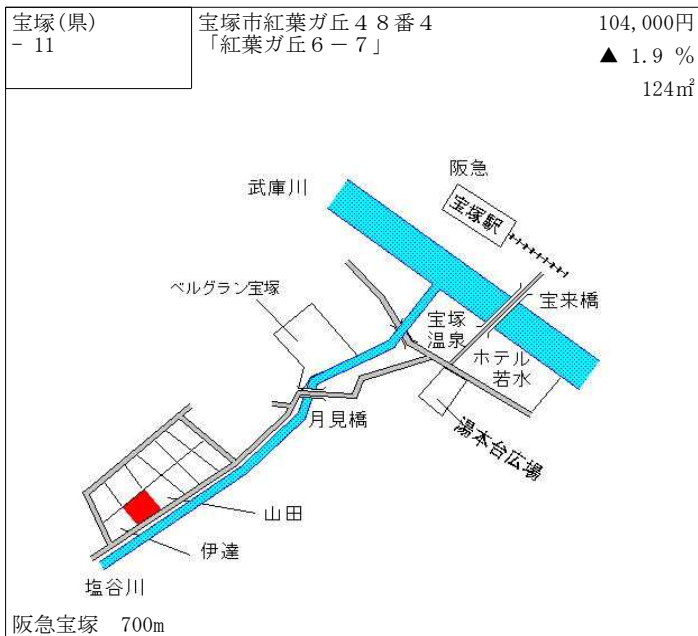 宝塚(県)
- 11
宝塚市紅葉ガ丘４８番４
「紅葉ガ丘６－７」
104,000円
▲ 1.9 %
124㎡
阪急
武庫川
宝塚駅
ベルグラン宝塚
宝来橋
宝塚
温泉
ホテル
若水
月見橋
湯本台広場
山田
伊達
塩谷川
阪急宝塚 700m